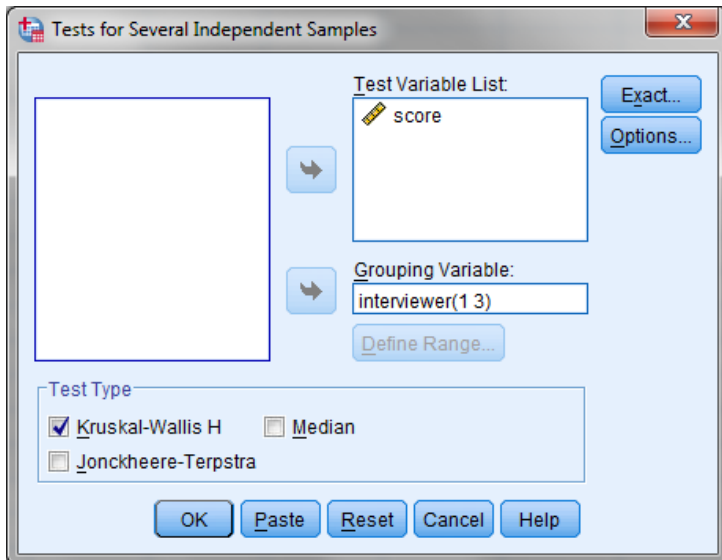 Tests for Several Independent Samples
X
Test Variable List:
score
Exact...
Options...
Grouping Variable:
interviewer(1 3)
Define Range...
Test Type
Kruskal-Wallis H
Median
Jonckheere-Terpstra
OK
Paste
Reset
Cancel
Help